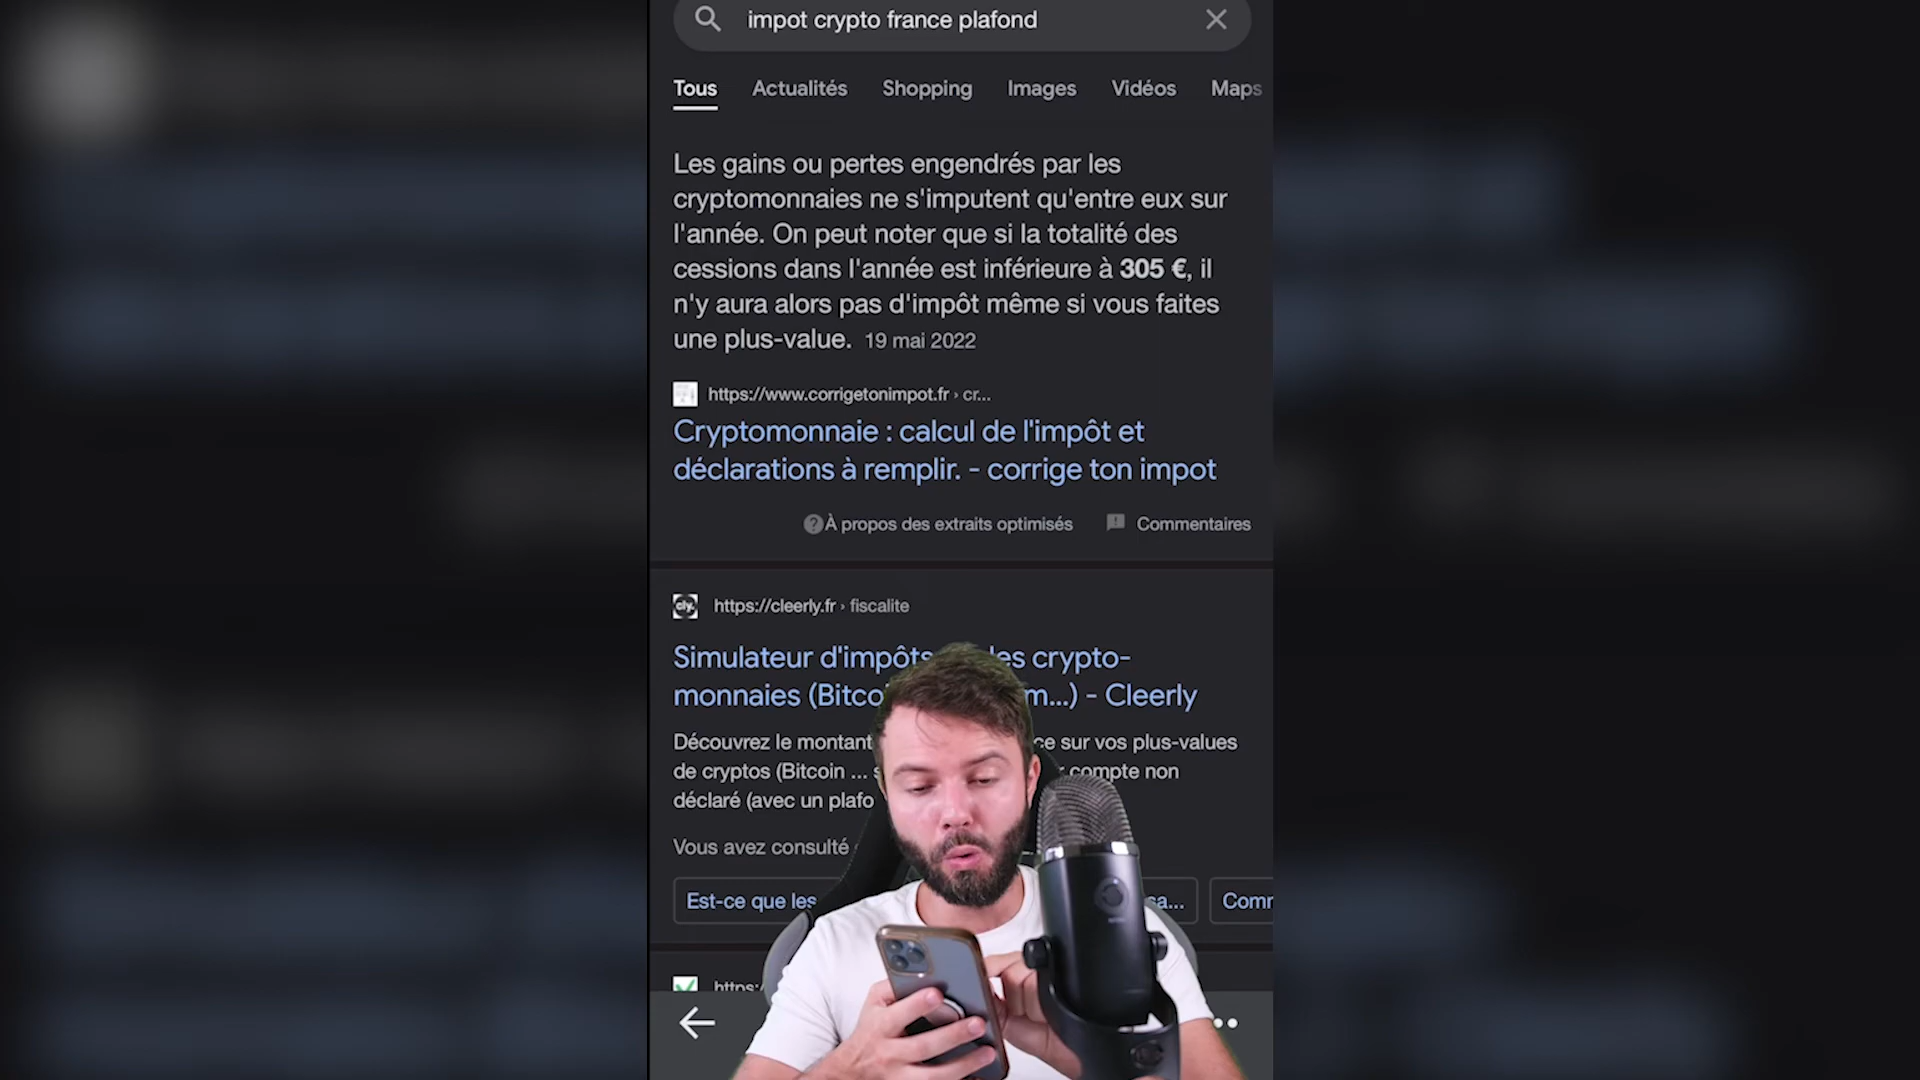 impot crypto france plafond
Tous Actualités Shopping Images Vidéos Maps
Les gains ou pertes engendrés par les
cryptomonnaies ne s'imputent qu'entre eux sur
l'année. On peut noter que si la totalité des
cessions dans l'année est inférieure à 305 €, il
n'y aura alors pas d'impôt même si vous faites
une plus-value. 19 mai 2022
https://www.corrigetonimpot.fr › cr...
Cryptomonnaie : calcul de l'impôt et
déclarations à remplir. - corrige ton impot
À propos des extraits optimisés Commentaires
cly.
https://cleerly.fr › fiscalite
Simulateur d'impôts les crypto-
monnaies (Bitco m...) - Cleerly
Découvrez le montant ce sur vos plus-values
de cryptos (Bitcoin ... s compte non
déclaré (avec un plafo
Vous avez consulté
Est-ce que les sa... Comm
https:/